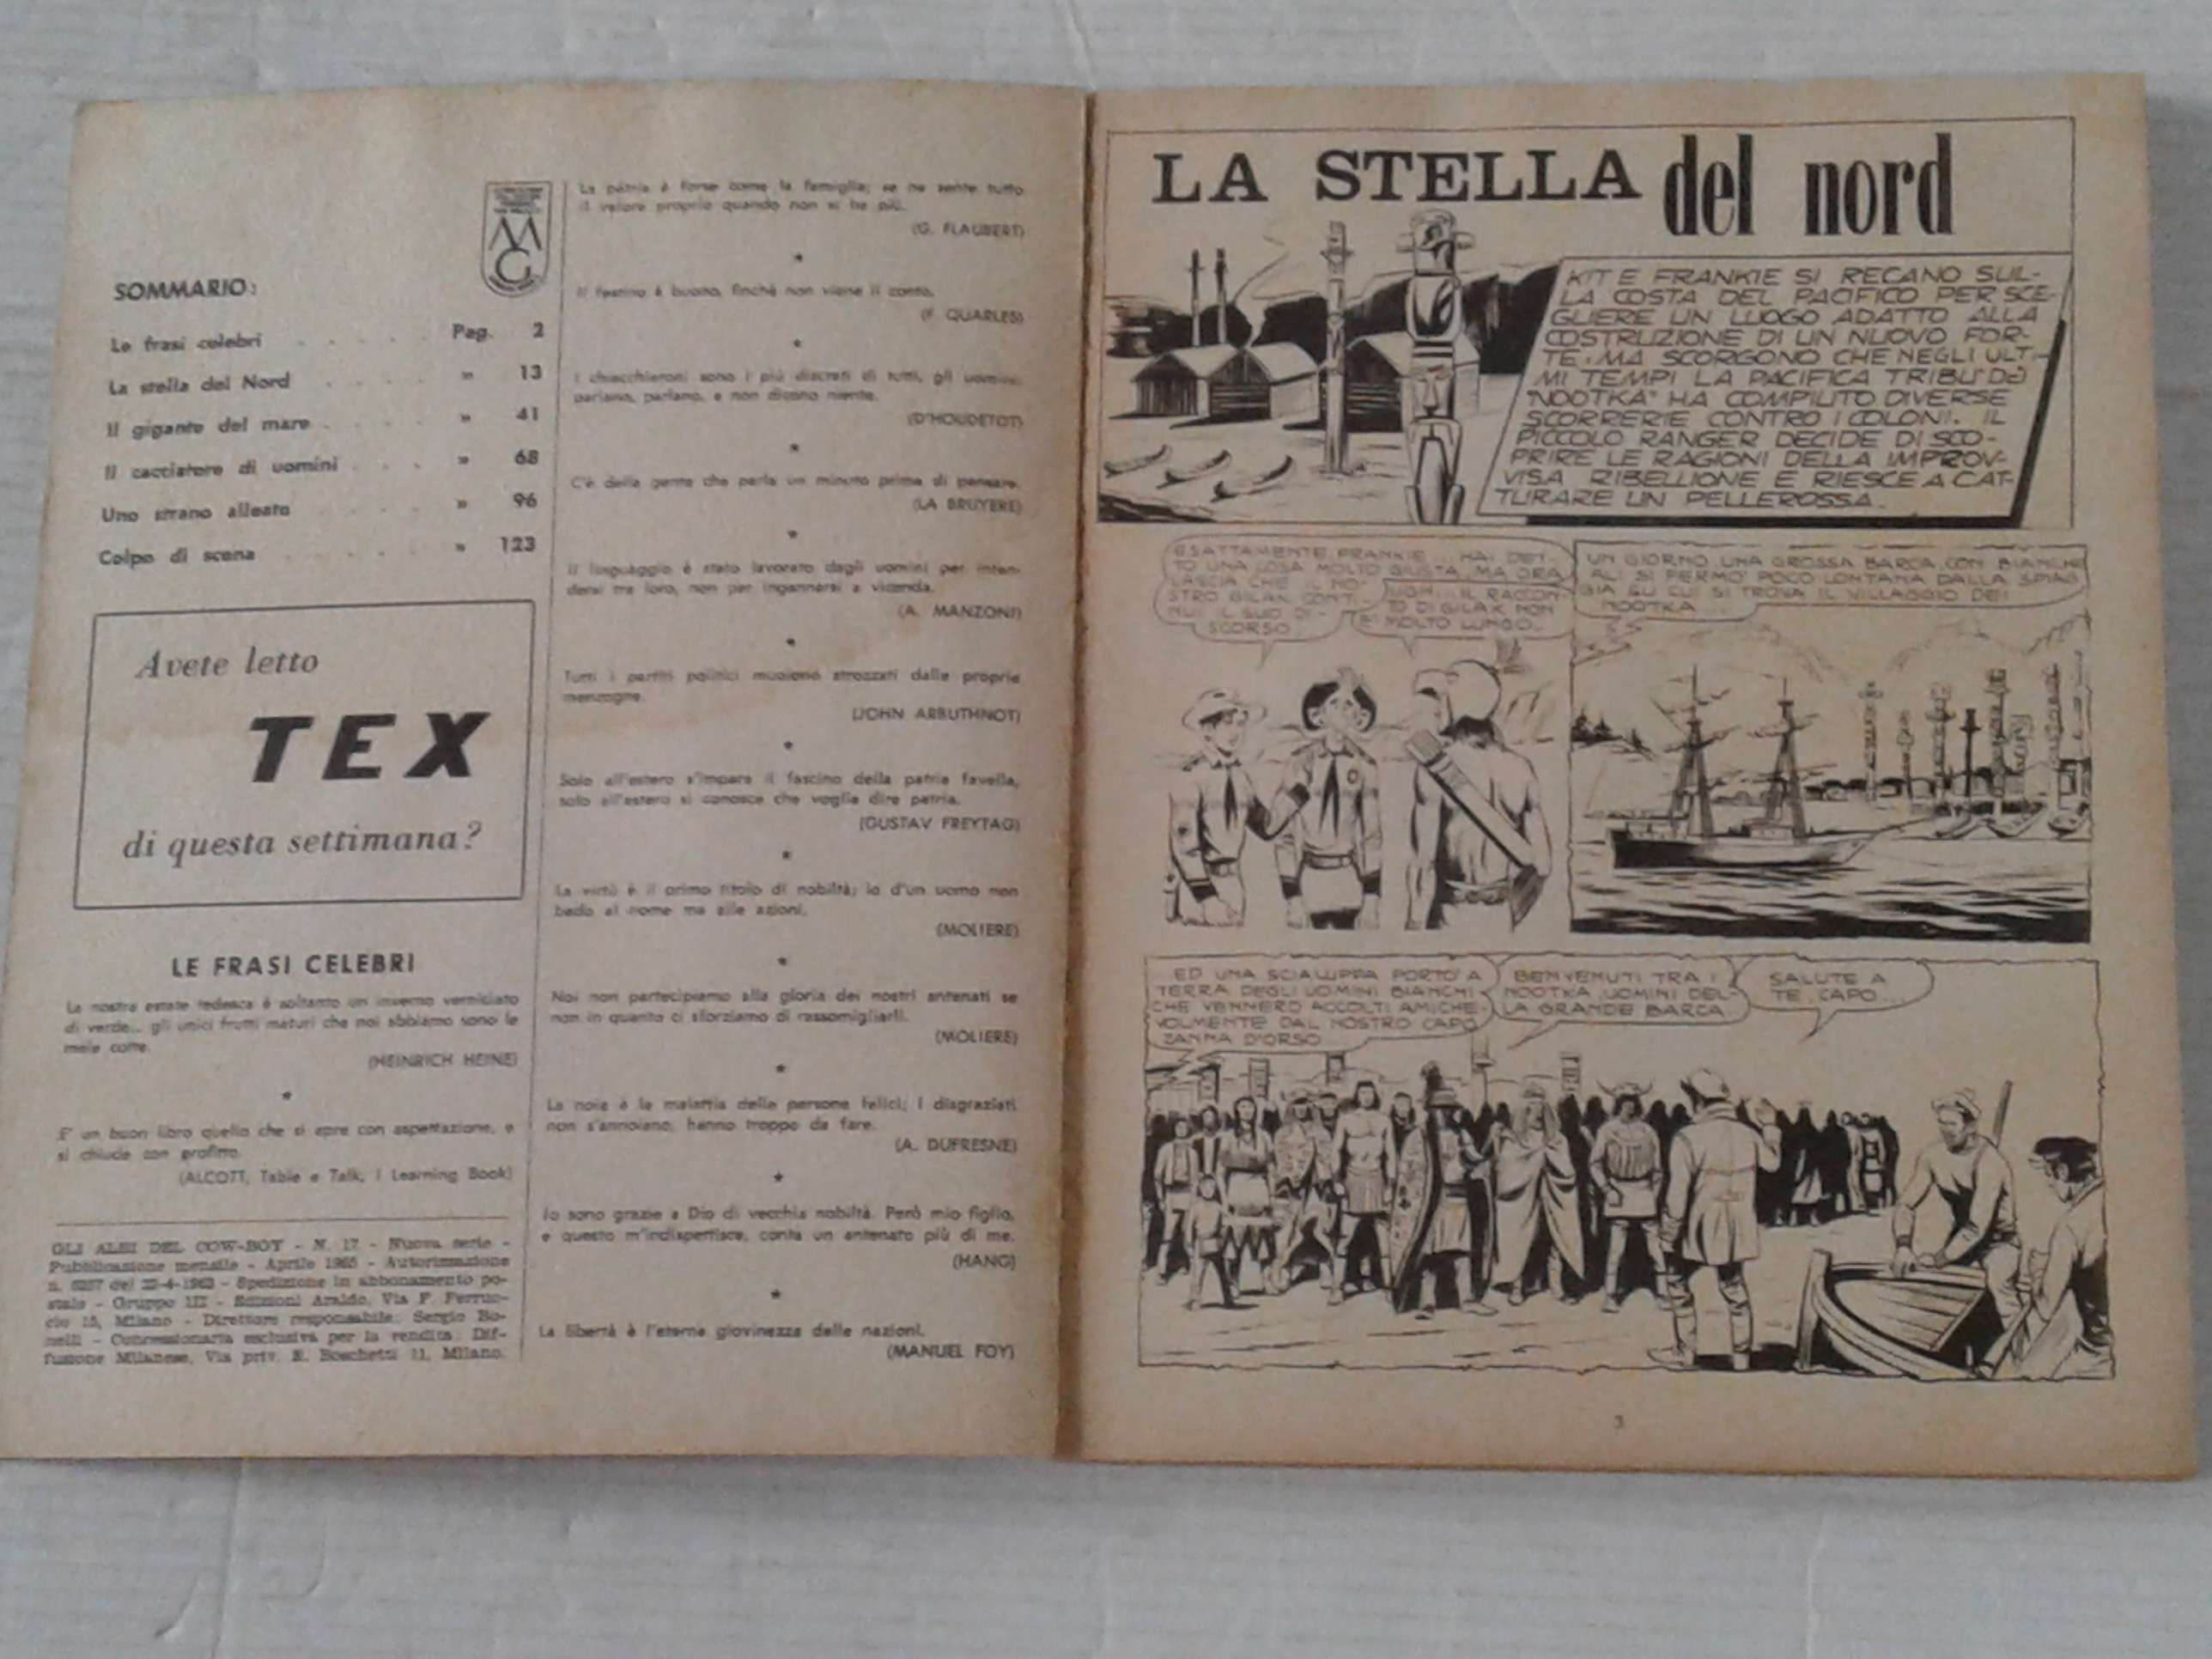 SOMMARIO:
Le frasi celebri . . . . . Pag. 2
La stella del Nord . . . . » 13
Il gigante del mare . . . . » 41
Il cacciatore di uomini . . . » 68
Uno strano alleato . . . . » 96
Colpo di scena . . . . » 123
MG
Avete letto
TEX
di questa settimana?
LE FRASI CELEBRI
La nostra estate tedesca è soltanto un inverno verniciato
di verde... gli unici frutti maturi che noi abbiamo sono le
mele cotte.
(HEINRICH HEINE)
*
E' un buon libro quello che si apre con aspettazione, e
si chiude con profitto.
(ALCOTT, Table e Talk, I Learning Book)
GLI ALBI DEL COW-BOY - N. 17 - Nuova serie -
Pubblicazione mensile - Aprile 1965 - Autorizzazione
n. 6257 del 22-4-1963 - Spedizione in abbonamento po-
stale - Gruppo III - Edizioni Araldo, Via F. Ferruc-
cio 15, Milano - Direttore responsabile: Sergio Bo-
nelli - Concessionaria esclusiva per la vendita: Dif-
fusione Milanese, Via priv. E. Boschetti 11, Milano.
La patria è forse come la famiglia; se ne sente tutto
il valore proprio quando non si ha più.
(G. FLAUBERT)
*
Il festino è buono, finché non viene il conto.
(F. QUARLES)
*
I chiacchieroni sono i più discreti di tutti gli uomini:
parlano, parlano, e non dicono niente.
(D'HOUDETOT)
*
C'è della gente che parla un minuto prima di pensare.
(LA BRUYERE)
*
Il linguaggio è stato lavorato dagli uomini per inten-
dersi tra loro, non per ingannarsi a vicenda.
(A. MANZONI)
*
Tutti i partiti politici muoiono strozzati dalle proprie
menzogne.
(JOHN ARBUTHNOT)
*
Solo all'estero s'impara il fascino della patria favella,
solo all'estero si conosce che voglia dire patria.
(GUSTAV FREYTAG)
*
La virtù è il primo titolo di nobiltà; io d'un uomo non
bado al nome ma alle azioni.
(MOLIERE)
*
Noi non partecipiamo alla gloria dei nostri antenati se
non in quanto ci sforziamo di rassomigliarli.
(MOLIERE)
*
La noia è la malattia delle persone felici; i disgraziati
non s'annoiano, hanno troppo da fare.
(A. DUFRESNE)
*
Io sono grazie a Dio di vecchia nobiltà. Però mio figlio,
e questo m'indispettisce, conta un antenato più di me.
(HANG)
*
La libertà è l'eterna giovinezza delle nazioni.
(MANUEL FOY)
LA STELLA del nord
KIT E FRANKIE SI RECANO SUL-
LA COSTA DEL PACIFICO PER SCE-
GLIERE UN LUOGO ADATTO ALLA
COSTRUZIONE DI UN NUOVO FOR-
TE. MA SCORGONO CHE NEGLI ULTI-
MI TEMPI LA PACIFICA TRIBU' DEI
"NOOTKA" HA COMPIUTO DIVERSE
SCORRERIE CONTRO I COLONI. IL
PICCOLO RANGER DECIDE DI SCO-
PRIRE LE RAGIONI DELLA IMPROV-
VISA RIBELLIONE E RIESCE A CAT-
TURARE UN PELLEROSSA.
ESATTAMENTE, FRANKIE... HAI DET-
TO UNA COSA MOLTO GIUSTA, MA ORA
LASCIA CHE IL NO-
STRO GILAK CONTI-
NUI IL SUO DI-
SCORSO.
UGH... IL RACCON-
TO DI GILAK NON
E' MOLTO LUNGO...
UN GIORNO UNA GROSSA BARCA CON BIANCHE
ALI SI FERMO' POCO LONTANA DALLA SPIAG-
GIA SU CUI SI TROVA IL VILLAGGIO DEI
NOOTKA...
ED UNA SCIALUPPA PORTO' A
TERRA DEGLI UOMINI BIANCHI
CHE VENNERO ACCOLTI AMICHE-
VOLMENTE DAL NOSTRO CAPO
ZANNA D'ORSO...
BENVENUTI TRA I
NOOTKA, UOMINI DEL-
LA GRANDE BARCA.
SALUTE A
TE, CAPO...
3